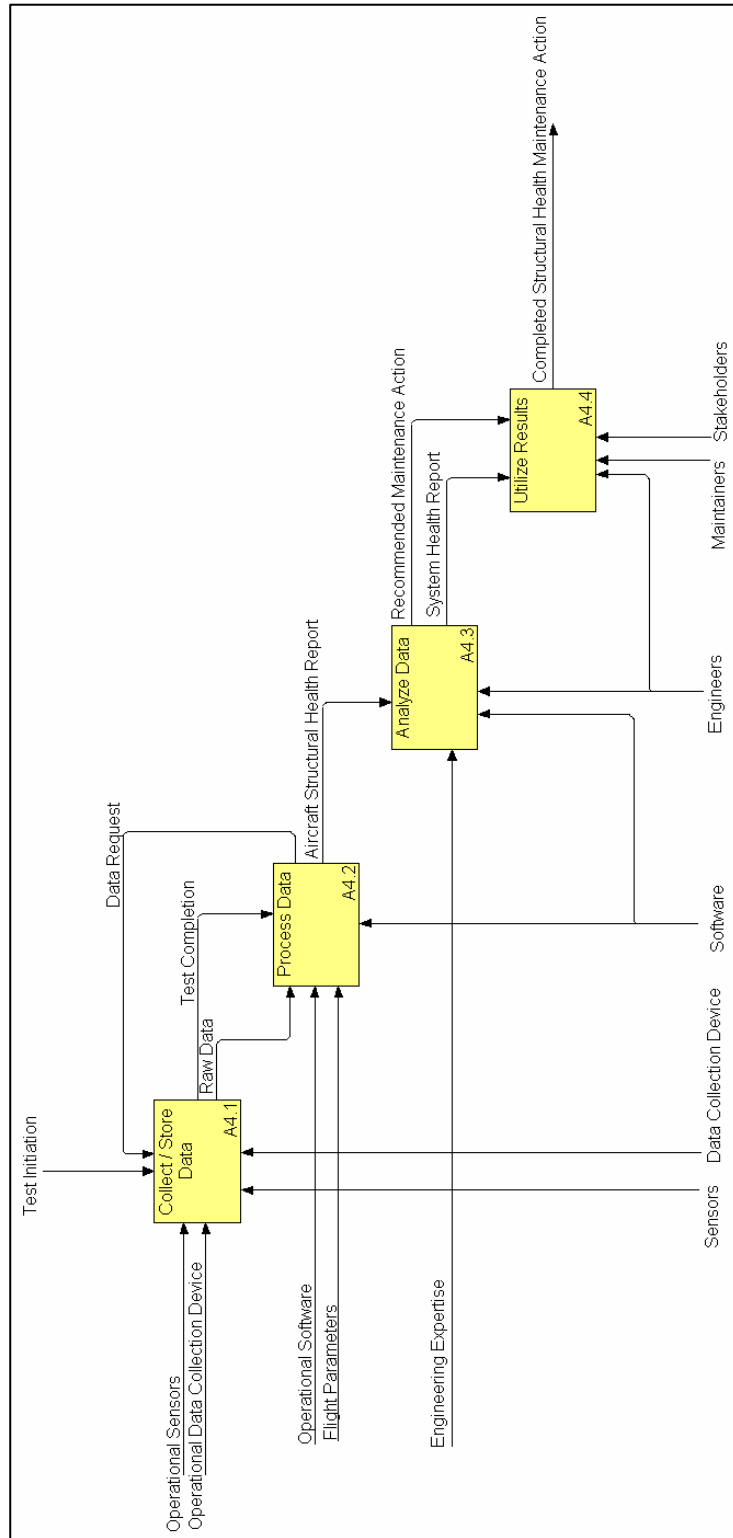 Test Initiation
Data Request
Operational Sensors
Operational Data Collection Device
Collect / Store
Data
A4.1
Test Completion
Raw Data
Operational Software
Flight Parameters
Process Data
A4.2
Aircraft Structural Health Report
Engineering Expertise
Analyze Data
A4.3
Recommended Maintenance Action
System Health Report
Utilize Results
A4.4
Completed Structural Health Maintenance Action
Sensors
Data Collection Device
Software
Engineers
Maintainers
Stakeholders